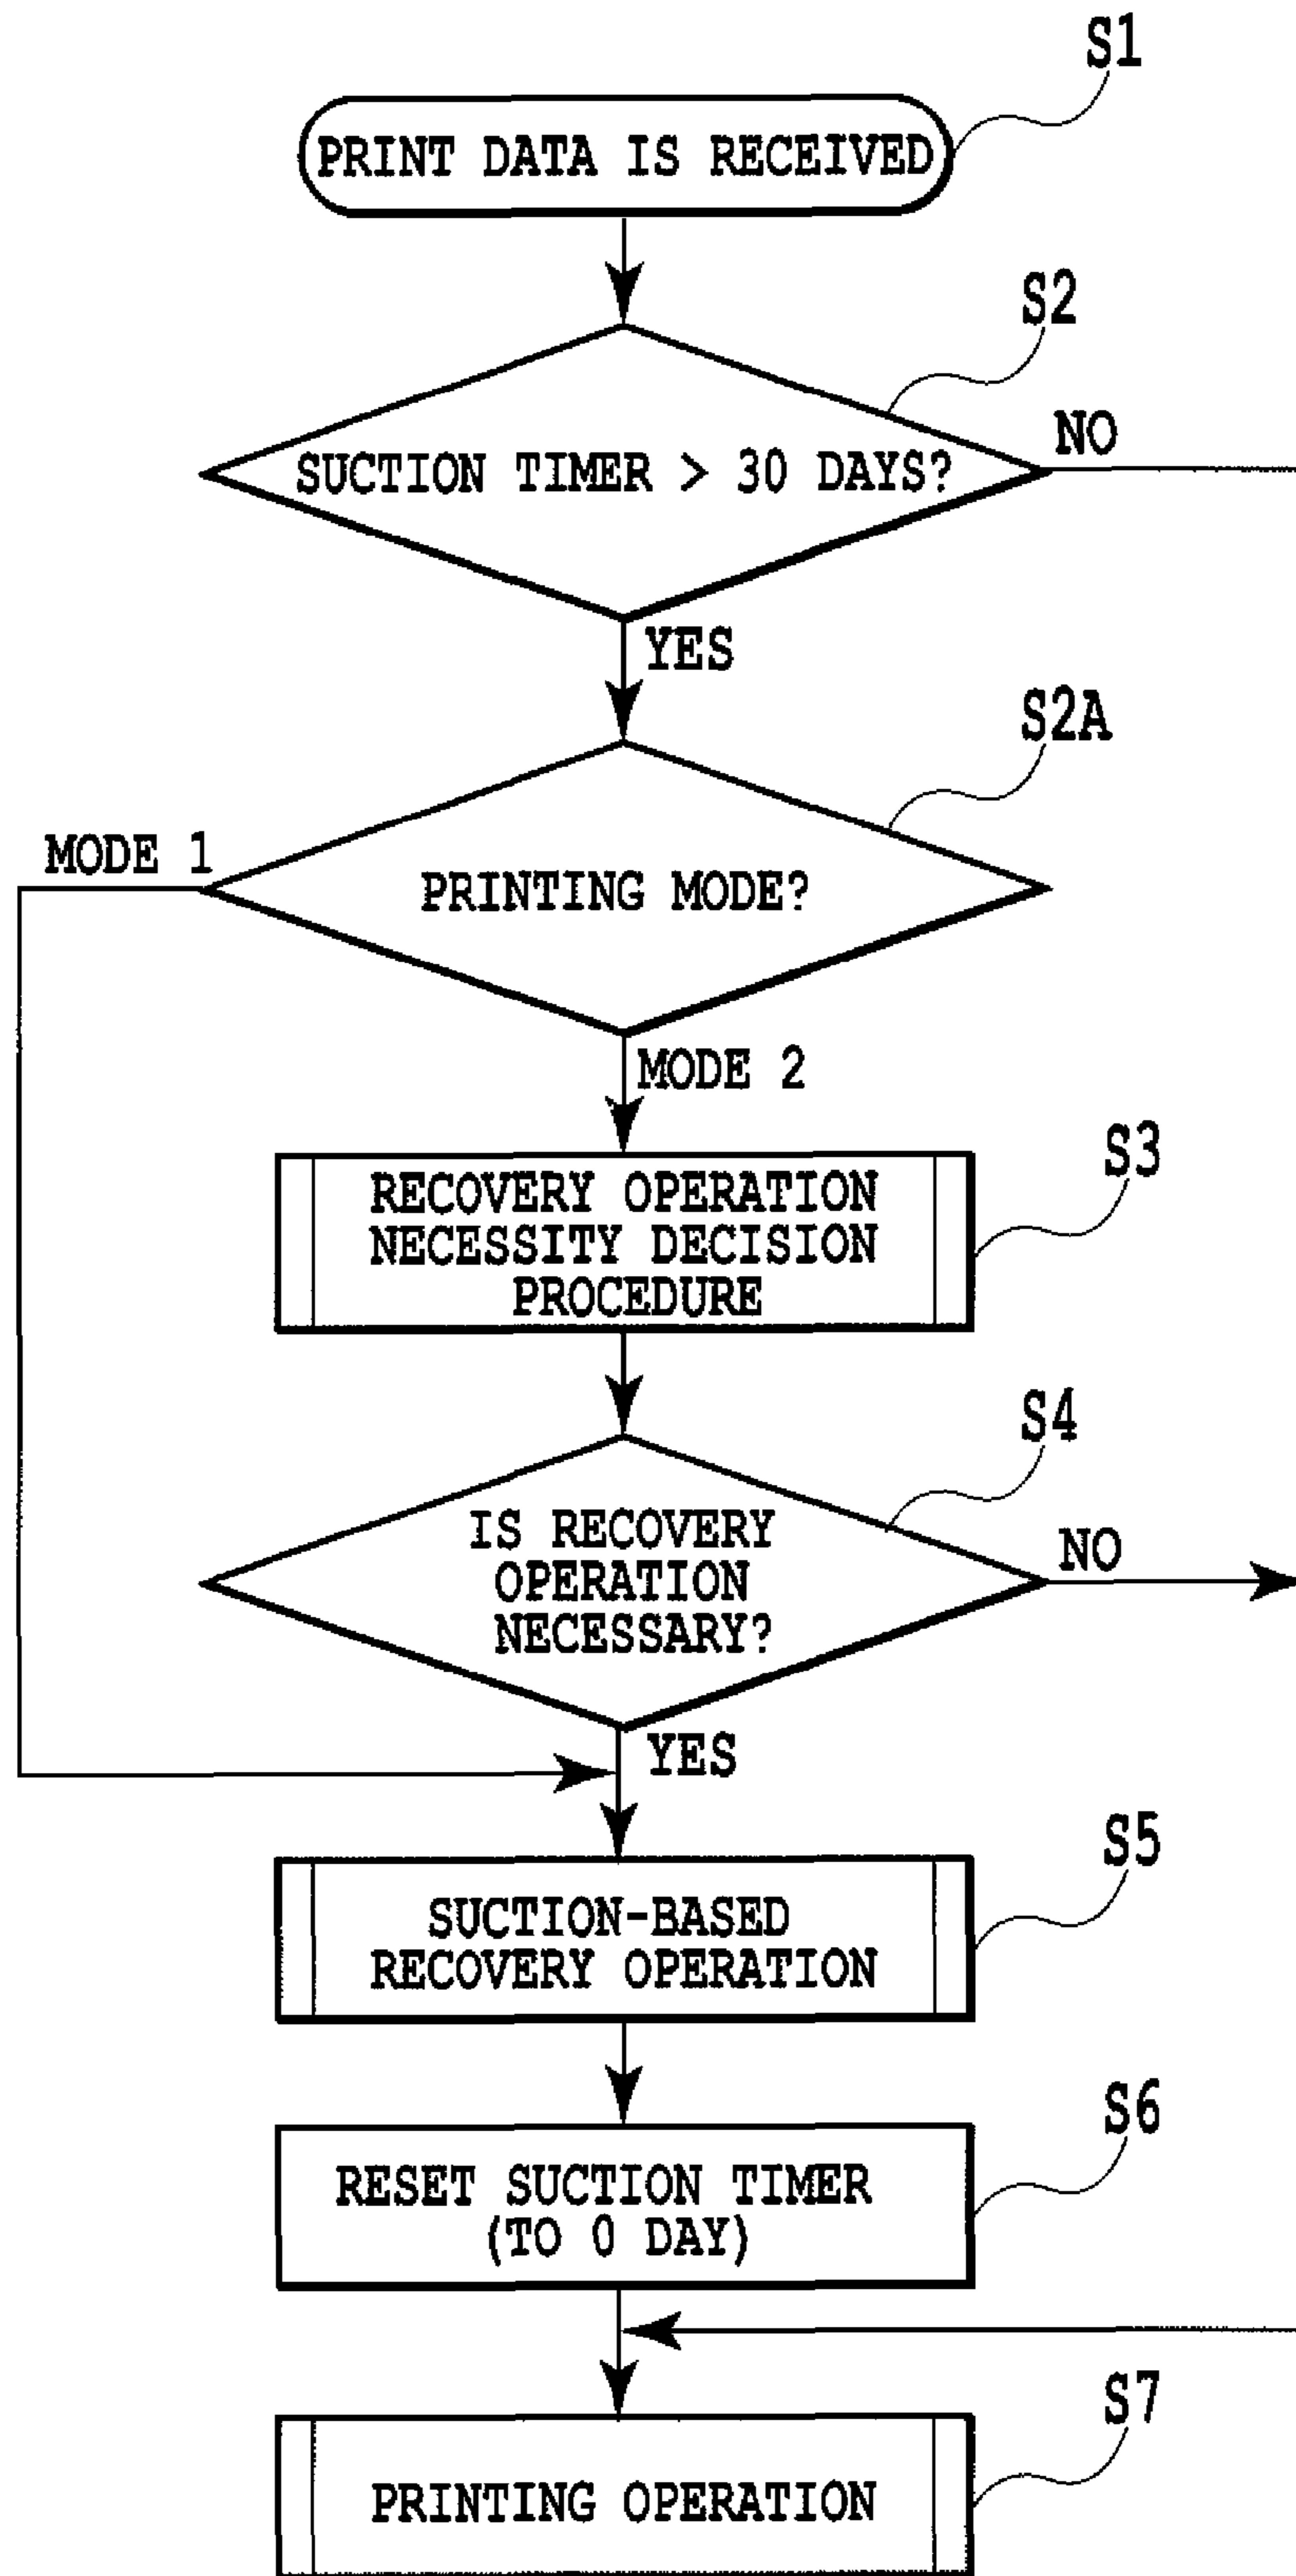 S1
PRINT DATA IS RECEIVED
S2
SUCTION TIMER > 30 DAYS?
NO
YES
S2A
MODE 1
PRINTING MODE?
MODE 2
S3
RECOVERY OPERATION
NECESSITY DECISION
PROCEDURE
S4
IS RECOVERY
OPERATION
NECESSARY?
NO
YES
S5
SUCTION-BASED
RECOVERY OPERATION
S6
RESET SUCTION TIMER
(TO 0 DAY)
S7
PRINTING OPERATION